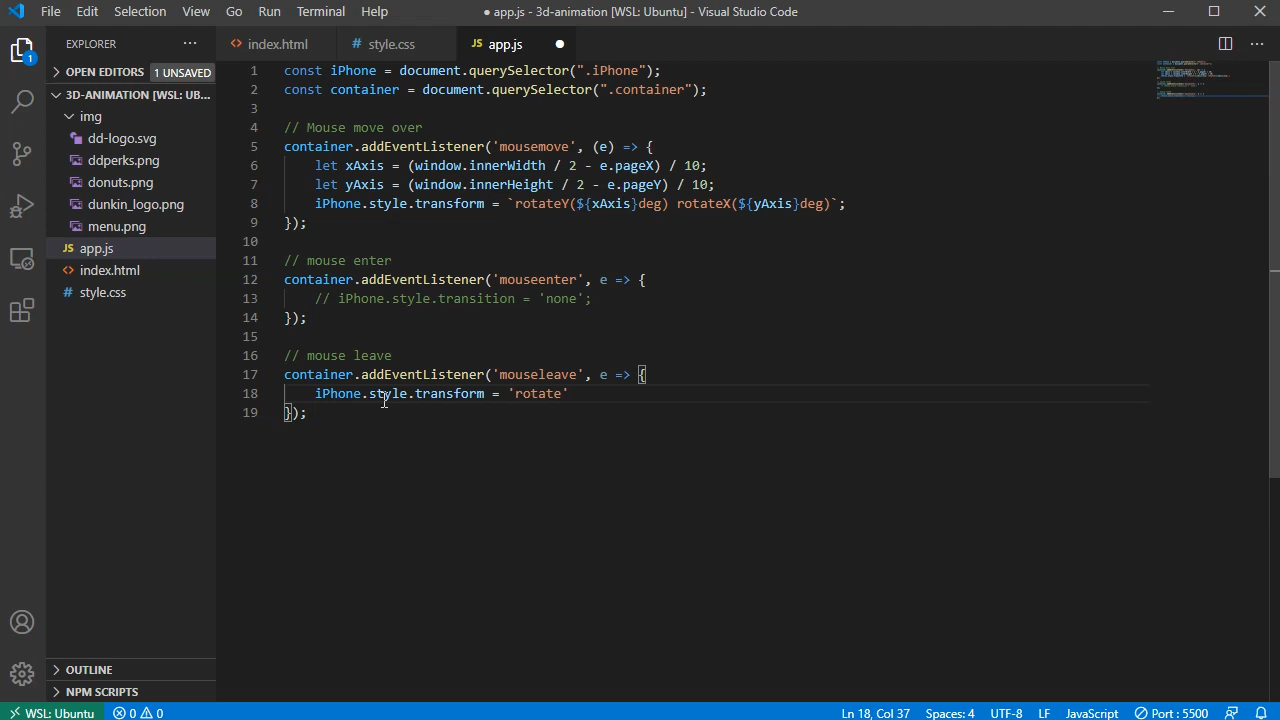 File Edit Selection View Go Run Terminal Help ● app.js - 3d-animation [WSL: Ubuntu] - Visual Studio Code
EXPLORER
OPEN EDITORS 1 UNSAVED
3D-ANIMATION [WSL: UB...
img
dd-logo.svg
ddperks.png
donuts.png
dunkin_logo.png
menu.png
JS app.js
<> index.html
# style.css
OUTLINE
NPM SCRIPTS
1
<> index.html # style.css JS app.js ●
1 const iPhone = document.querySelector(".iPhone");
2 const container = document.querySelector(".container");
3
4 // Mouse move over
5 container.addEventListener('mousemove', (e) => {
6 let xAxis = (window.innerWidth / 2 - e.pageX) / 10;
7 let yAxis = (window.innerHeight / 2 - e.pageY) / 10;
8 iPhone.style.transform = `rotateY(${xAxis}deg) rotateX(${yAxis}deg)`;
9 });
10
11 // mouse enter
12 container.addEventListener('mouseenter', e => {
13 // iPhone.style.transition = 'none';
14 });
15
16 // mouse leave
17 container.addEventListener('mouseleave', e => {
18 iPhone.style.transform = 'rotate'
19 });
WSL: Ubuntu 0 0 Ln 18, Col 37 Spaces: 4 UTF-8 LF JavaScript Port : 5500